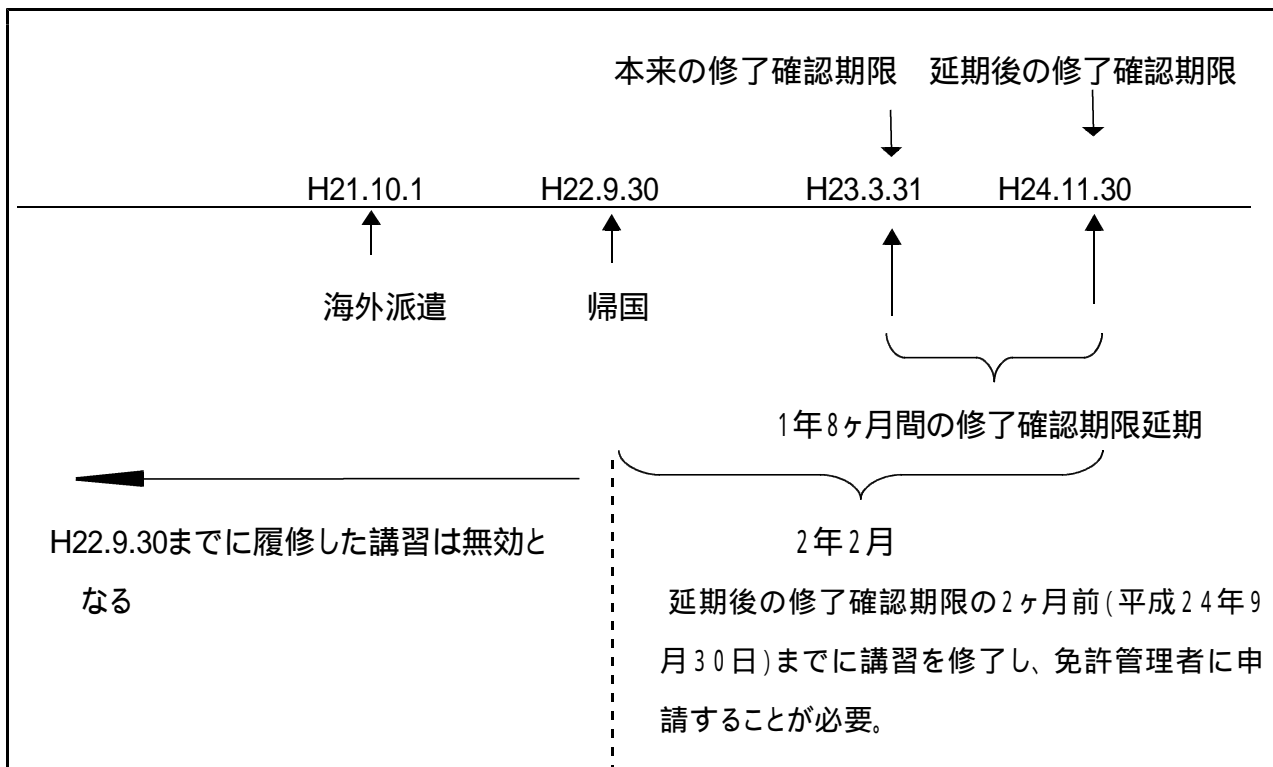 本来の修了確認期限 延期後の修了確認期限
H21.10.1 H22.9.30 H23.3.31 H24.11.30
海外派遣 帰国
1年8ヶ月間の修了確認期限延期
H22.9.30までに履修した講習は無効と
なる
2年2月
延期後の修了確認期限の2ヶ月前(平成24年9
月30日)までに講習を修了し、免許管理者に申
請することが必要。